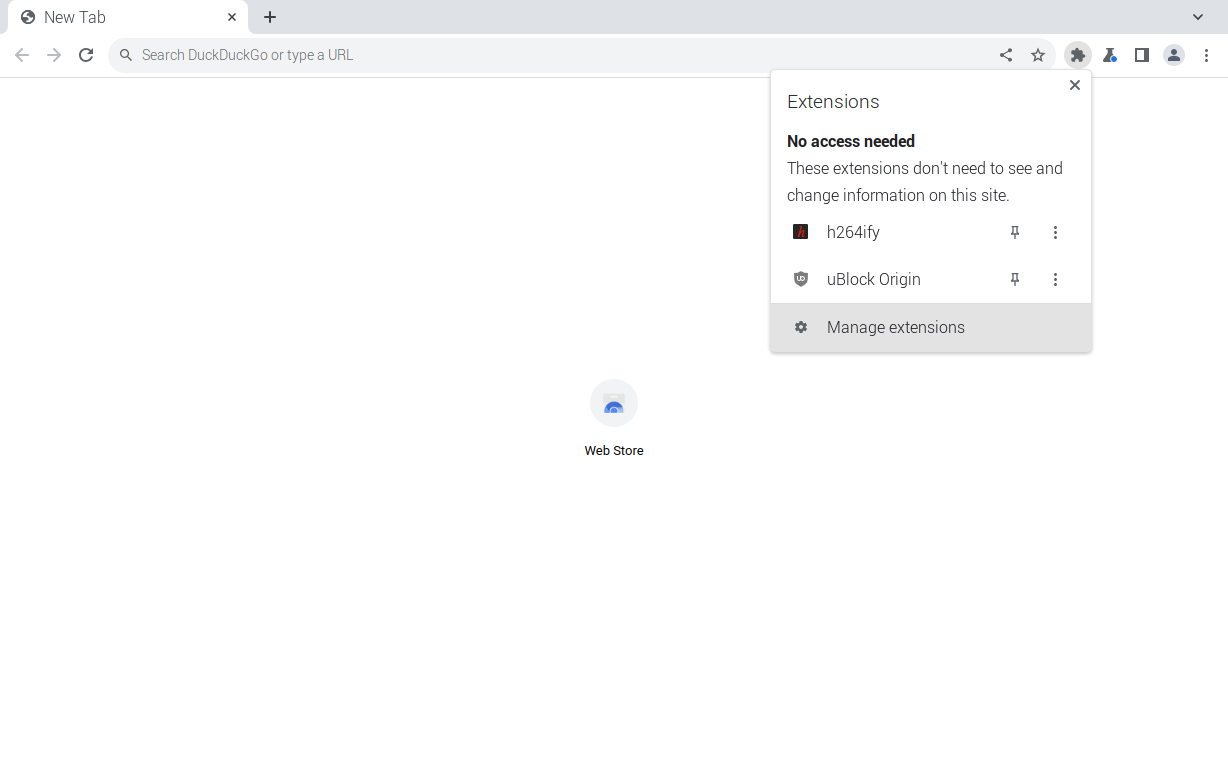 New Tab
Search DuckDuckGo or type a URL
Extensions
No access needed
These extensions don't need to see and
change information on this site.
h264ify
uBlock Origin
Manage extensions
Web Store